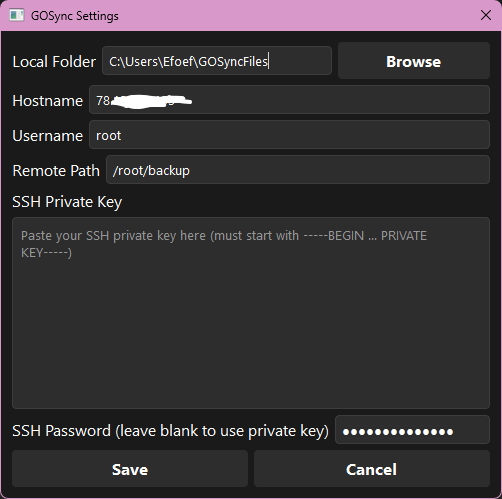 GOSync Settings
Local Folder C:\Users\Efoef\GOSyncFiles Browse
Hostname 78
Username root
Remote Path /root/backup
SSH Private Key
Paste your SSH private key here (must start with -----BEGIN ... PRIVATE
KEY-----)
SSH Password (leave blank to use private key) ●●●●●●●●●●●●●●
Save Cancel